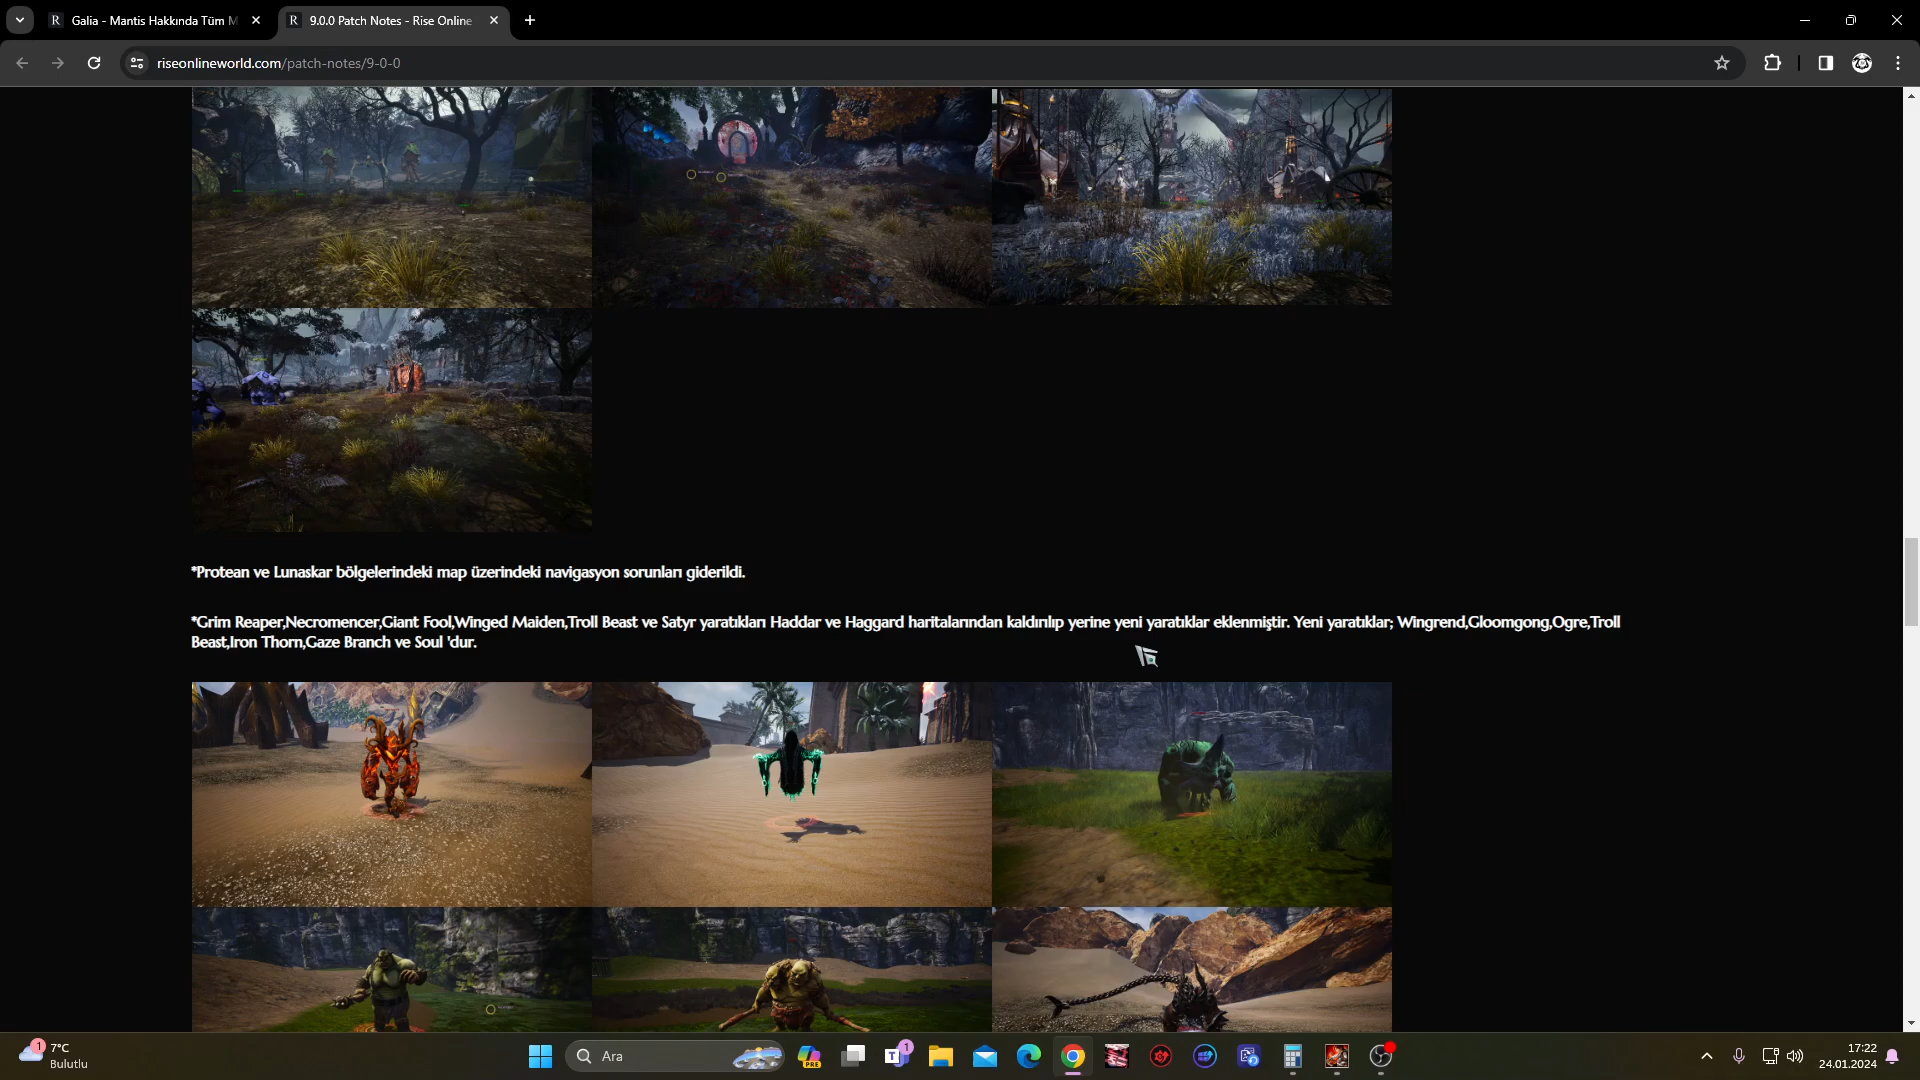 Galia - Mantis Hakkında Tüm M
9.0.0 Patch Notes - Rise Online
riseonlineworld.com/patch-notes/9-0-0
*Protean ve Lunaskar bölgelerindeki map üzerindeki navigasyon sorunları giderildi.
*Grim Reaper,Necromencer,Giant Fool,Winged Maiden,Troll Beast ve Satyr yaratıkları Haddar ve Haggard haritalarından kaldırılıp yerine yeni yaratıklar eklenmiştir. Yeni yaratıklar; Wingrend,Gloomgong,Ogre,Troll
Beast,Iron Thorn,Gaze Branch ve Soul 'dur.
1
7°C
Bulutlu
Ara
PRE
1
17:22
24.01.2024